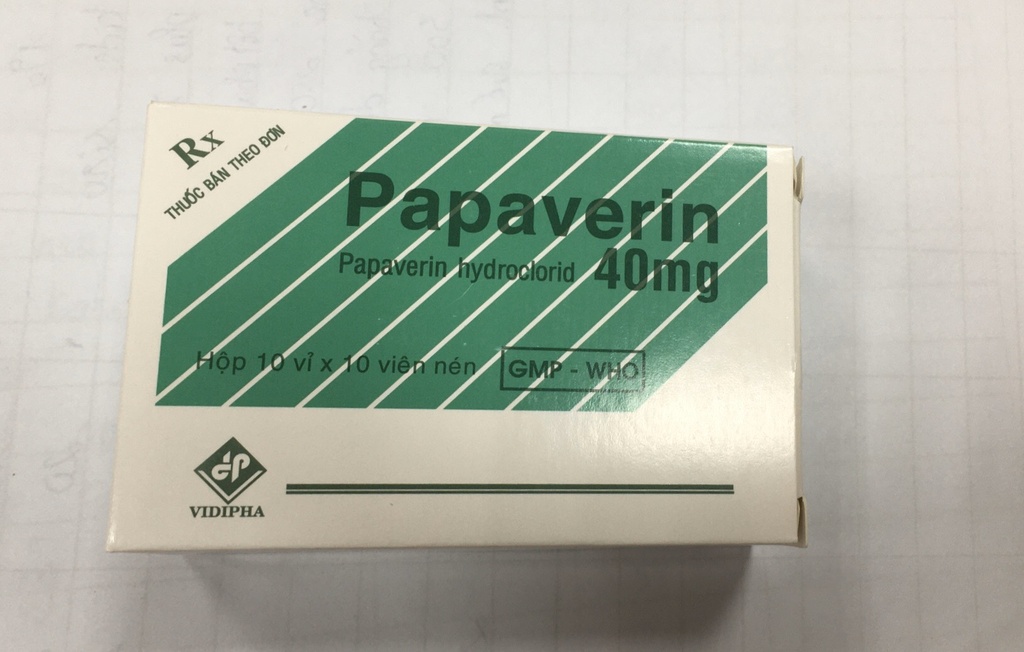 Rx
THUỐC BÁN THEO ĐƠN
Papaverin
Papaverin hydroclorid 40mg
Hộp 10 vỉ x 10 viên nén GMP - WHO
VIDIPHA